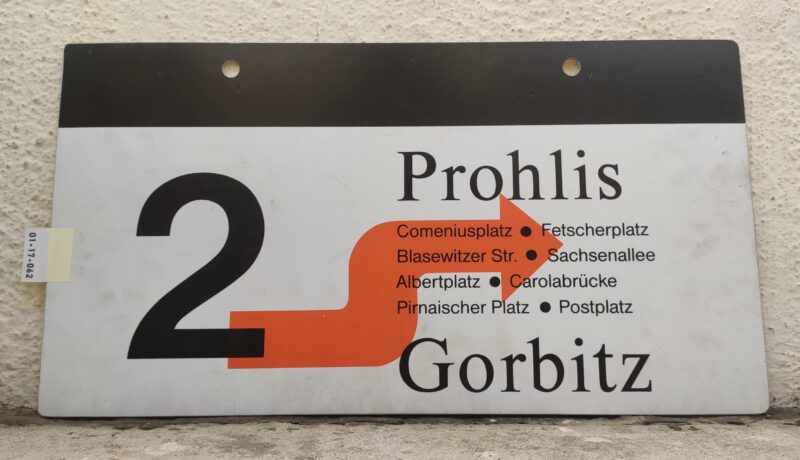 2
Prohlis
Comeniusplatz ● Fetscherplatz
Blasewitzer Str. ● Sachsenallee
Albertplatz ● Carolabrücke
Pirnaischer Platz ● Postplatz
Gorbitz
01-17-062